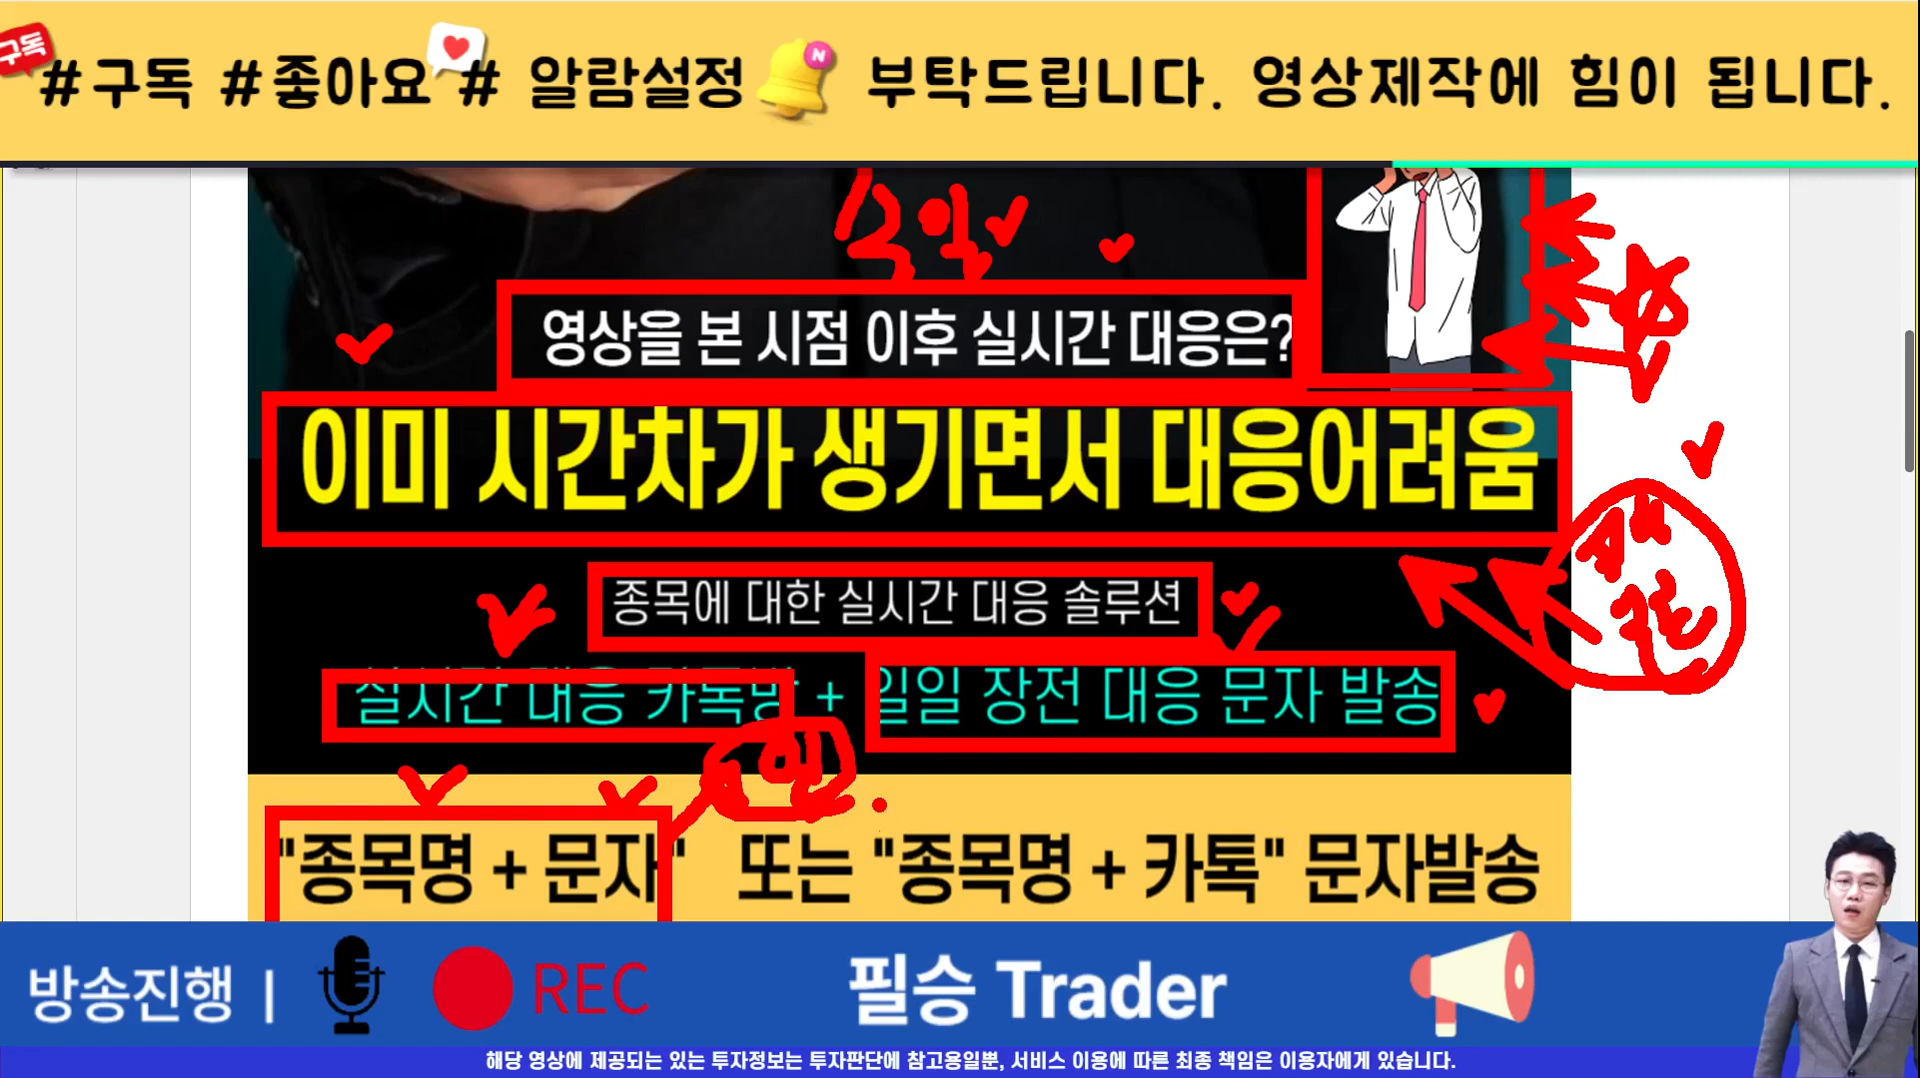 구독
#구독 #좋아요 # 알람설정 N 부탁드립니다. 영상제작에 힘이 됩니다.
영상을 본 시점 이후 실시간 대응은?
이미 시간차가 생기면서 대응어려움
종목에 대한 실시간 대응 솔루션
실시간 대응 카톡방 + 일일 장전 대응 문자 발송
"종목명 + 문자" 또는 "종목명 + 카톡" 문자발송
방송진행 | REC 필승 Trader
해당 영상에 제공되는 있는 투자정보는 투자판단에 참고용일뿐, 서비스 이용에 따른 최종 책임은 이용자에게 있습니다.